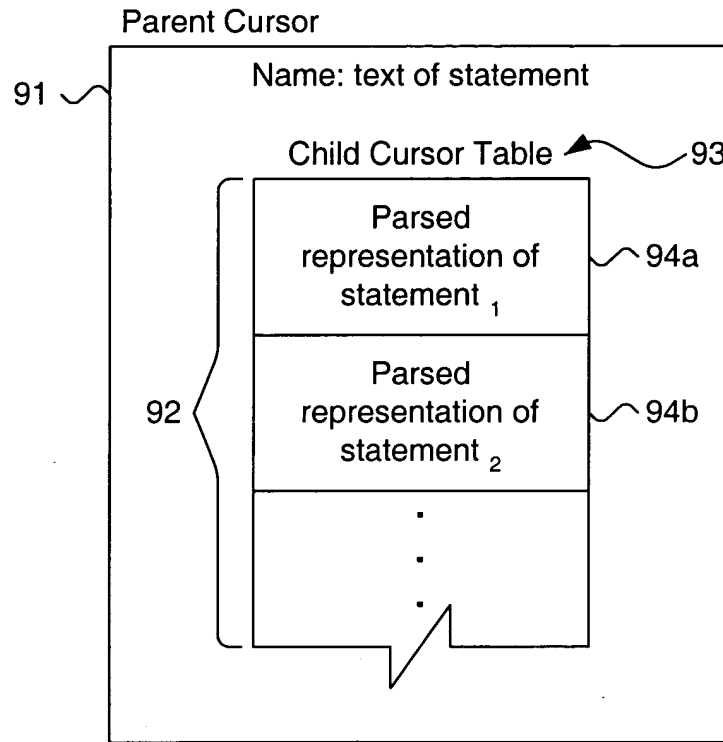 Parent Cursor
91
Name: text of statement
Child Cursor Table
93
Parsed
representation of
statement 1
94a
92
Parsed
representation of
statement 2
94b